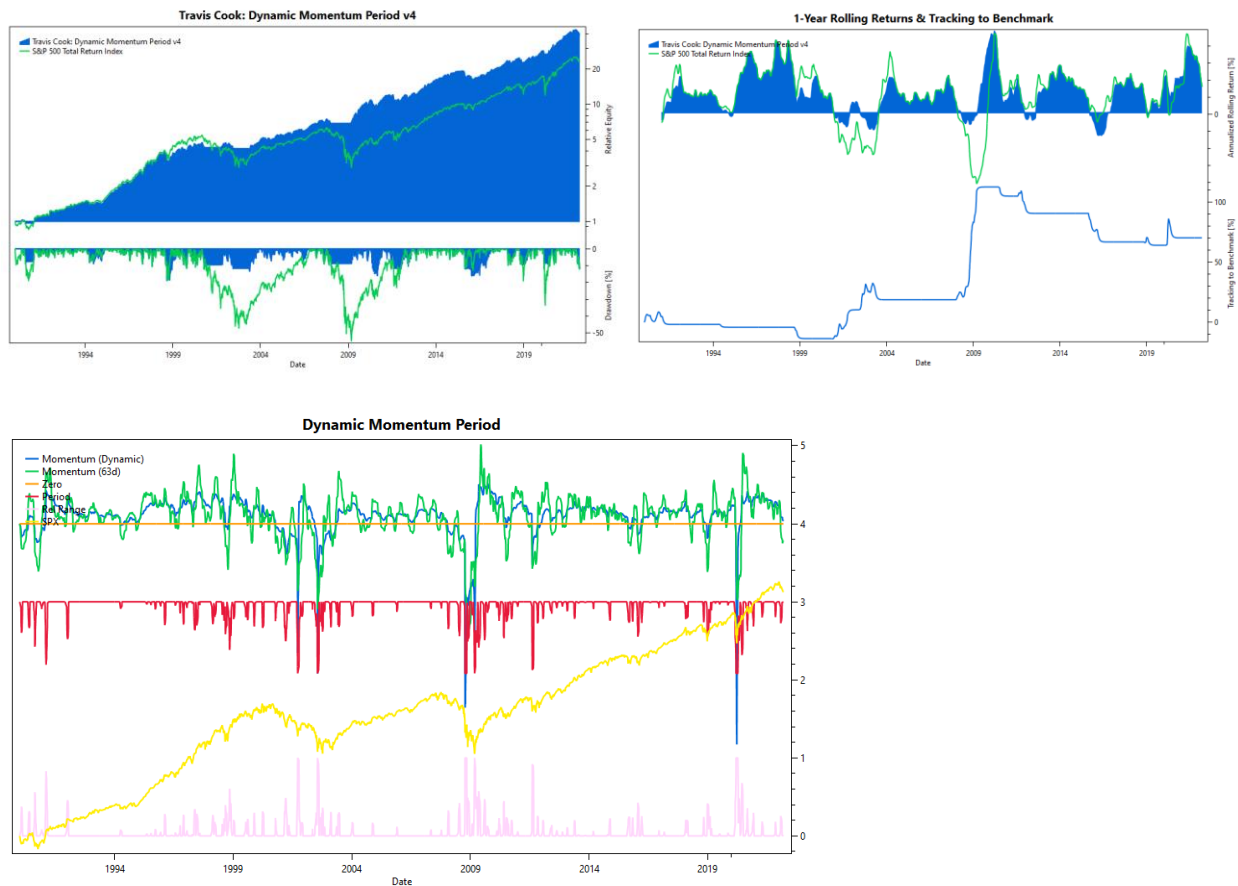 Travis Cook: Dynamic Momentum Period v4
Travis Cook: Dynamic Momentum Period v4
S&P 500 Total Return Index
20
10
5
2
1
Relative Equity
0
-50
Drawdown [%]
1994 1999 2004 2009 2014 2019
Date
1-Year Rolling Returns & Tracking to Benchmark
Travis Cook: Dynamic Momentum Period v4
S&P 500 Total Return Index
0
Annualized Rolling Return [%]
100
50
0
Tracking to Benchmark [%]
1994 1999 2004 2009 2014 2019
Date
Dynamic Momentum Period
Momentum (Dynamic)
Momentum (63d)
Zero
Period
Rel Range
SPX
5
4
3
2
1
0
1994 1999 2004 2009 2014 2019
Date